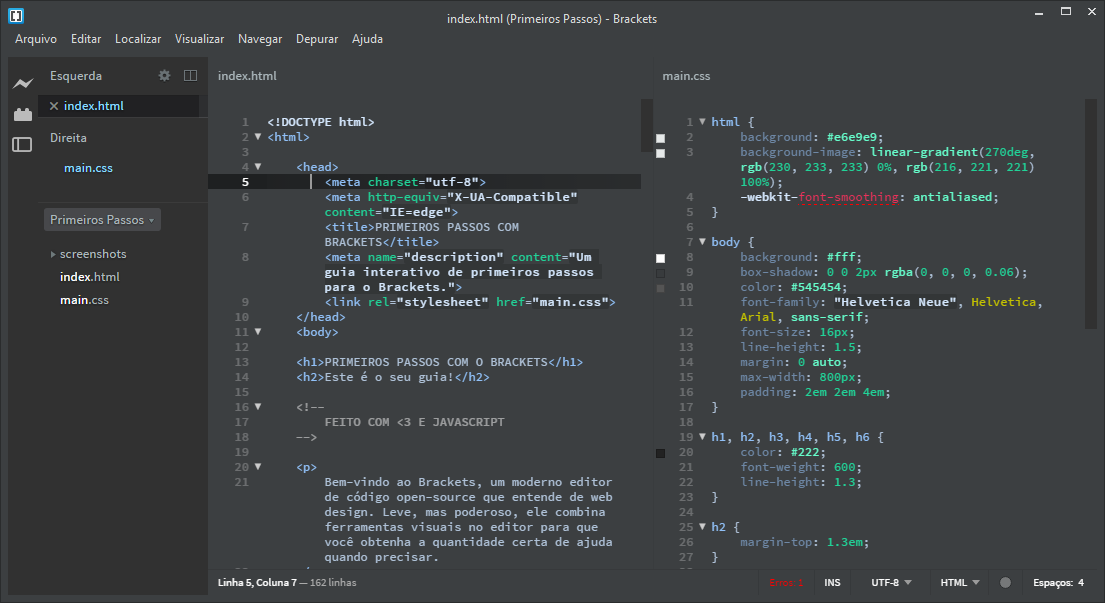 index.html (Primeiros Passos) - Brackets
Arquivo Editar Localizar Visualizar Navegar Depurar Ajuda
Esquerda
index.html
Direita
main.css
Primeiros Passos
screenshots
index.html
main.css
index.html
1 <!DOCTYPE html>
2 <html>
3
4 <head>
5 <meta charset="utf-8">
6 <meta http-equiv="X-UA-Compatible"
content="IE=edge">
7 <title>PRIMEIROS PASSOS COM
BRACKETS</title>
8 <meta name="description" content="Um
guia interativo de primeiros passos
para o Brackets.">
9 <link rel="stylesheet" href="main.css">
10 </head>
11 <body>
12
13 <h1>PRIMEIROS PASSOS COM O BRACKETS</h1>
14 <h2>Este é o seu guia!</h2>
15
16 <!--
17 FEITO COM <3 E JAVASCRIPT
18 -->
19
20 <p>
21 Bem-vindo ao Brackets, um moderno editor
de código open-source que entende de web
design. Leve, mas poderoso, ele combina
ferramentas visuais no editor para que
você obtenha a quantidade certa de ajuda
quando precisar.
main.css
1 html {
2 background: #e6e9e9;
3 background-image: linear-gradient(270deg,
rgb(230, 233, 233) 0%, rgb(216, 221, 221)
100%);
4 -webkit-font-smoothing: antialiased;
5 }
6
7 body {
8 background: #fff;
9 box-shadow: 0 0 2px rgba(0, 0, 0, 0.06);
10 color: #545454;
11 font-family: "Helvetica Neue", Helvetica,
Arial, sans-serif;
12 font-size: 16px;
13 line-height: 1.5;
14 margin: 0 auto;
15 max-width: 800px;
16 padding: 2em 2em 4em;
17 }
18
19 h1, h2, h3, h4, h5, h6 {
20 color: #222;
21 font-weight: 600;
22 line-height: 1.3;
23 }
24
25 h2 {
26 margin-top: 1.3em;
27 }
Linha 5, Coluna 7 — 162 linhas
INS UTF-8 HTML Espaços: 4